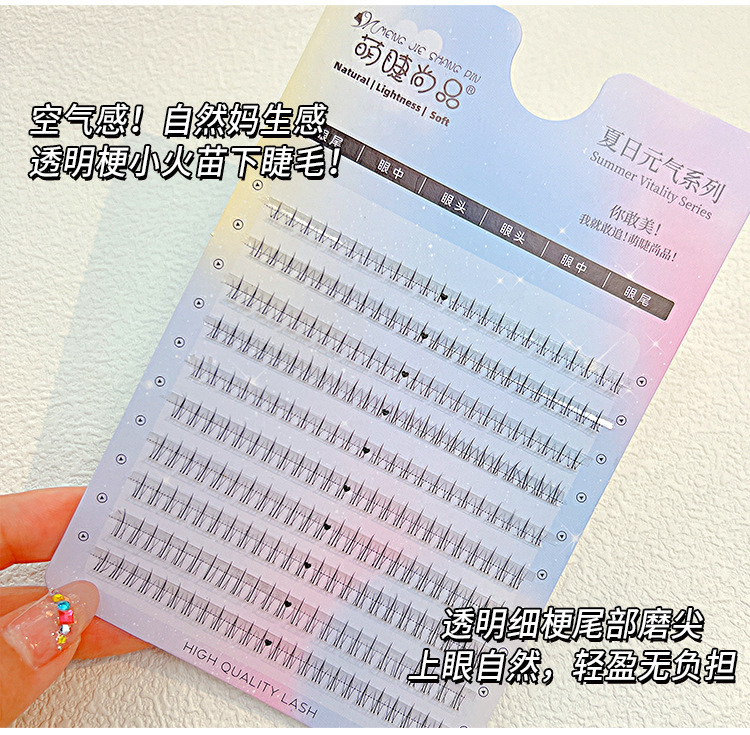 MENG JIE SHANG PIN
萌睫尚品®
Natural | Lightness | Soft
空气感！自然妈生感
透明梗小火苗下睫毛！
夏日元气系列
Summer Vitality Series
你敢美！
我就敢追！萌睫尚品！
眼尾 眼中 眼头 眼头 眼中 眼尾
透明细梗尾部磨尖
上眼自然，轻盈无负担
HIGH QUALITY LASH